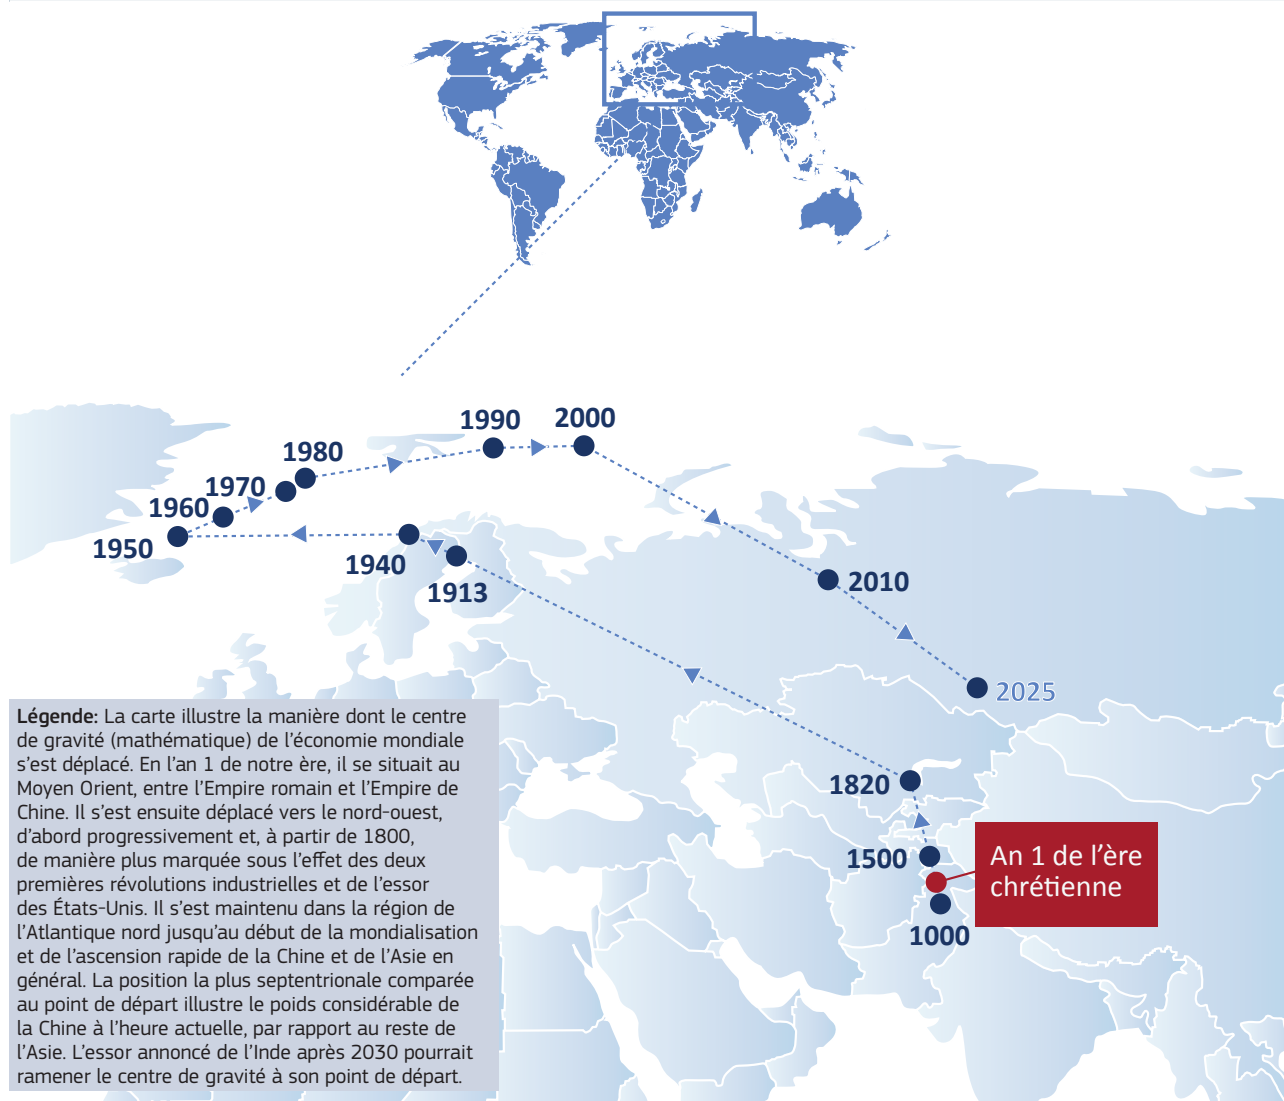 1990
2000
1980
1970
1960
1950
1940
1913
2010
2025
1820
1500
An 1 de l’ère
chrétienne
1000
Légende: La carte illustre la manière dont le centre
de gravité (mathématique) de l’économie mondiale
s’est déplacé. En l’an 1 de notre ère, il se situait au
Moyen Orient, entre l’Empire romain et l’Empire de
Chine. Il s’est ensuite déplacé vers le nord-ouest,
d’abord progressivement et, à partir de 1800,
de manière plus marquée sous l’effet des deux
premières révolutions industrielles et de l’essor
des États-Unis. Il s’est maintenu dans la région de
l’Atlantique nord jusqu’au début de la mondialisation
et de l’ascension rapide de la Chine et de l’Asie en
général. La position la plus septentrionale comparée
au point de départ illustre le poids considérable de
la Chine à l’heure actuelle, par rapport au reste de
l’Asie. L’essor annoncé de l’Inde après 2030 pourrait
ramener le centre de gravité à son point de départ.